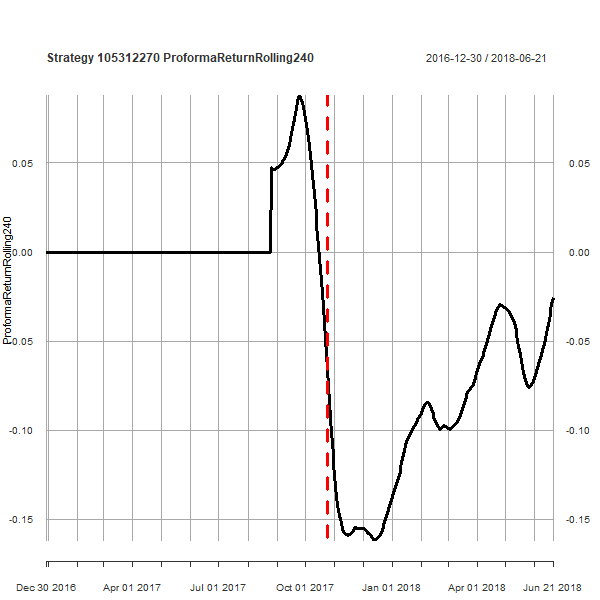 Strategy 105312270 ProformaReturnRolling240
2016-12-30 / 2018-06-21
0.05
0.05
0.00
0.00
-0.05
-0.05
-0.10
-0.10
-0.15
-0.15
ProformaReturnRolling240
Dec 30 2016
Apr 01 2017
Jul 01 2017
Oct 01 2017
Jan 01 2018
Apr 01 2018
Jun 21 2018